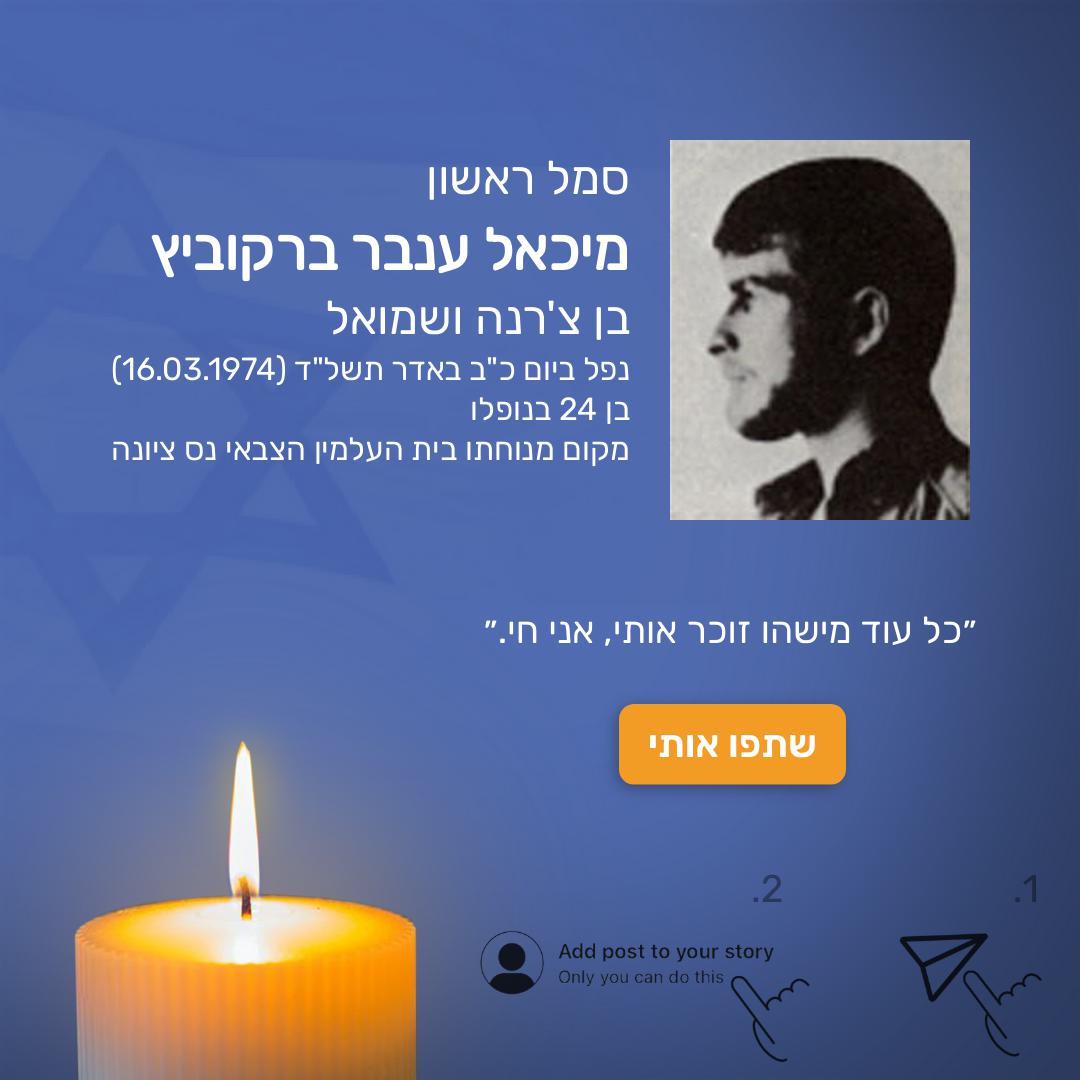 סמל ראשון
מיכאל ענבר ברקוביץ
בן צ'רנה ושמואל
נפל ביום כ"ב באדר תשל"ד (16.03.1974)
בן 24 בנופלו
מקום מנוחתו בית העלמין הצבאי נס ציונה
״כל עוד מישהו זוכר אותי, אני חי.״
שתפו אותי
1.
2.
Add post to your story
Only you can do this